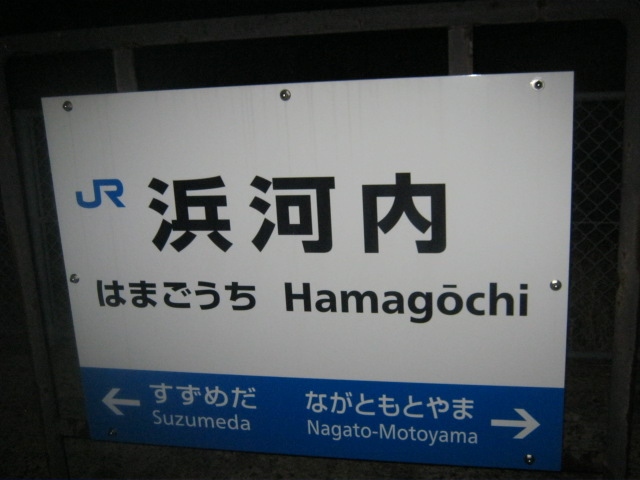 JR 浜河内
はまごうち Hamagōchi
← すずめだ ながともとやま →
Suzumeda Nagato-Motoyama